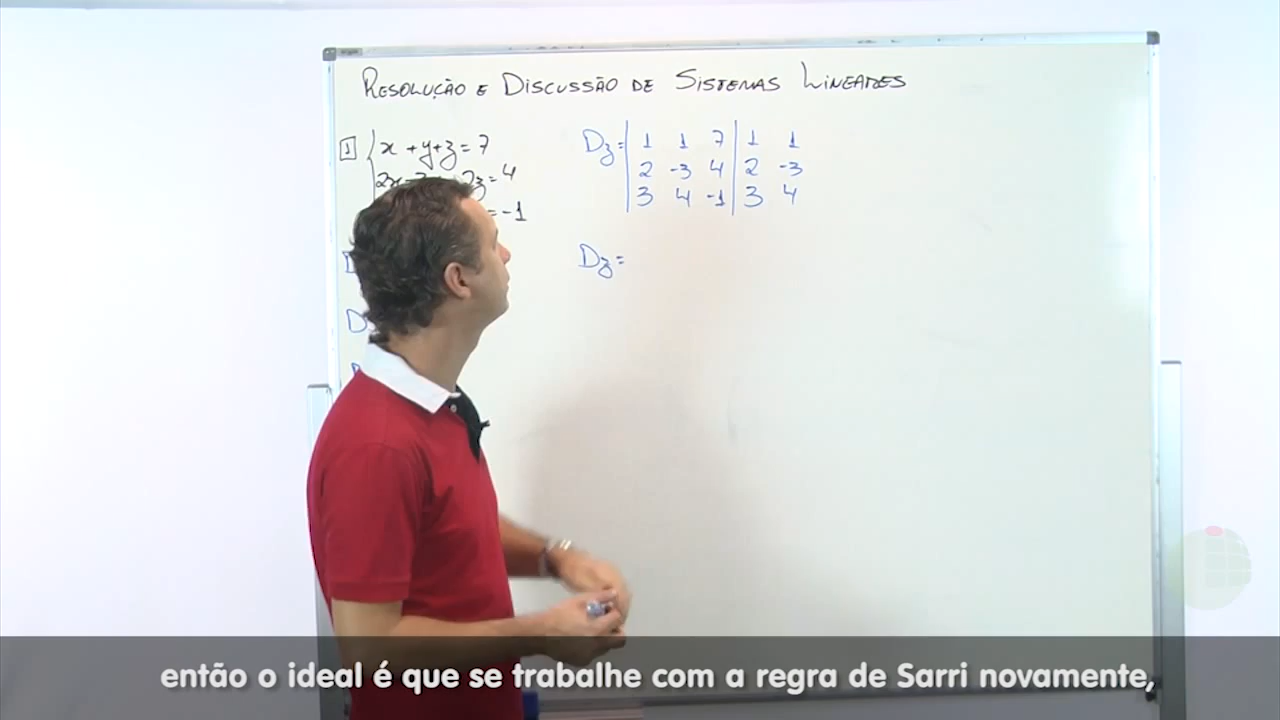 RESOLUÇÃO E DISCUSSÃO DE SISTEMAS LINEARES
1 x + y + z = 7
= 4
= -1
Dz = 1 1 7 1 1
2 -3 4 2 -3
3 4 -1 3 4
Dz =
então o ideal é que se trabalhe com a regra de Sarri novamente,